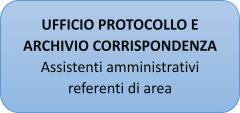 UFFICIO PROTOCOLLO E
ARCHIVIO CORRISPONDENZA
Assistenti amministrativi
referenti di area